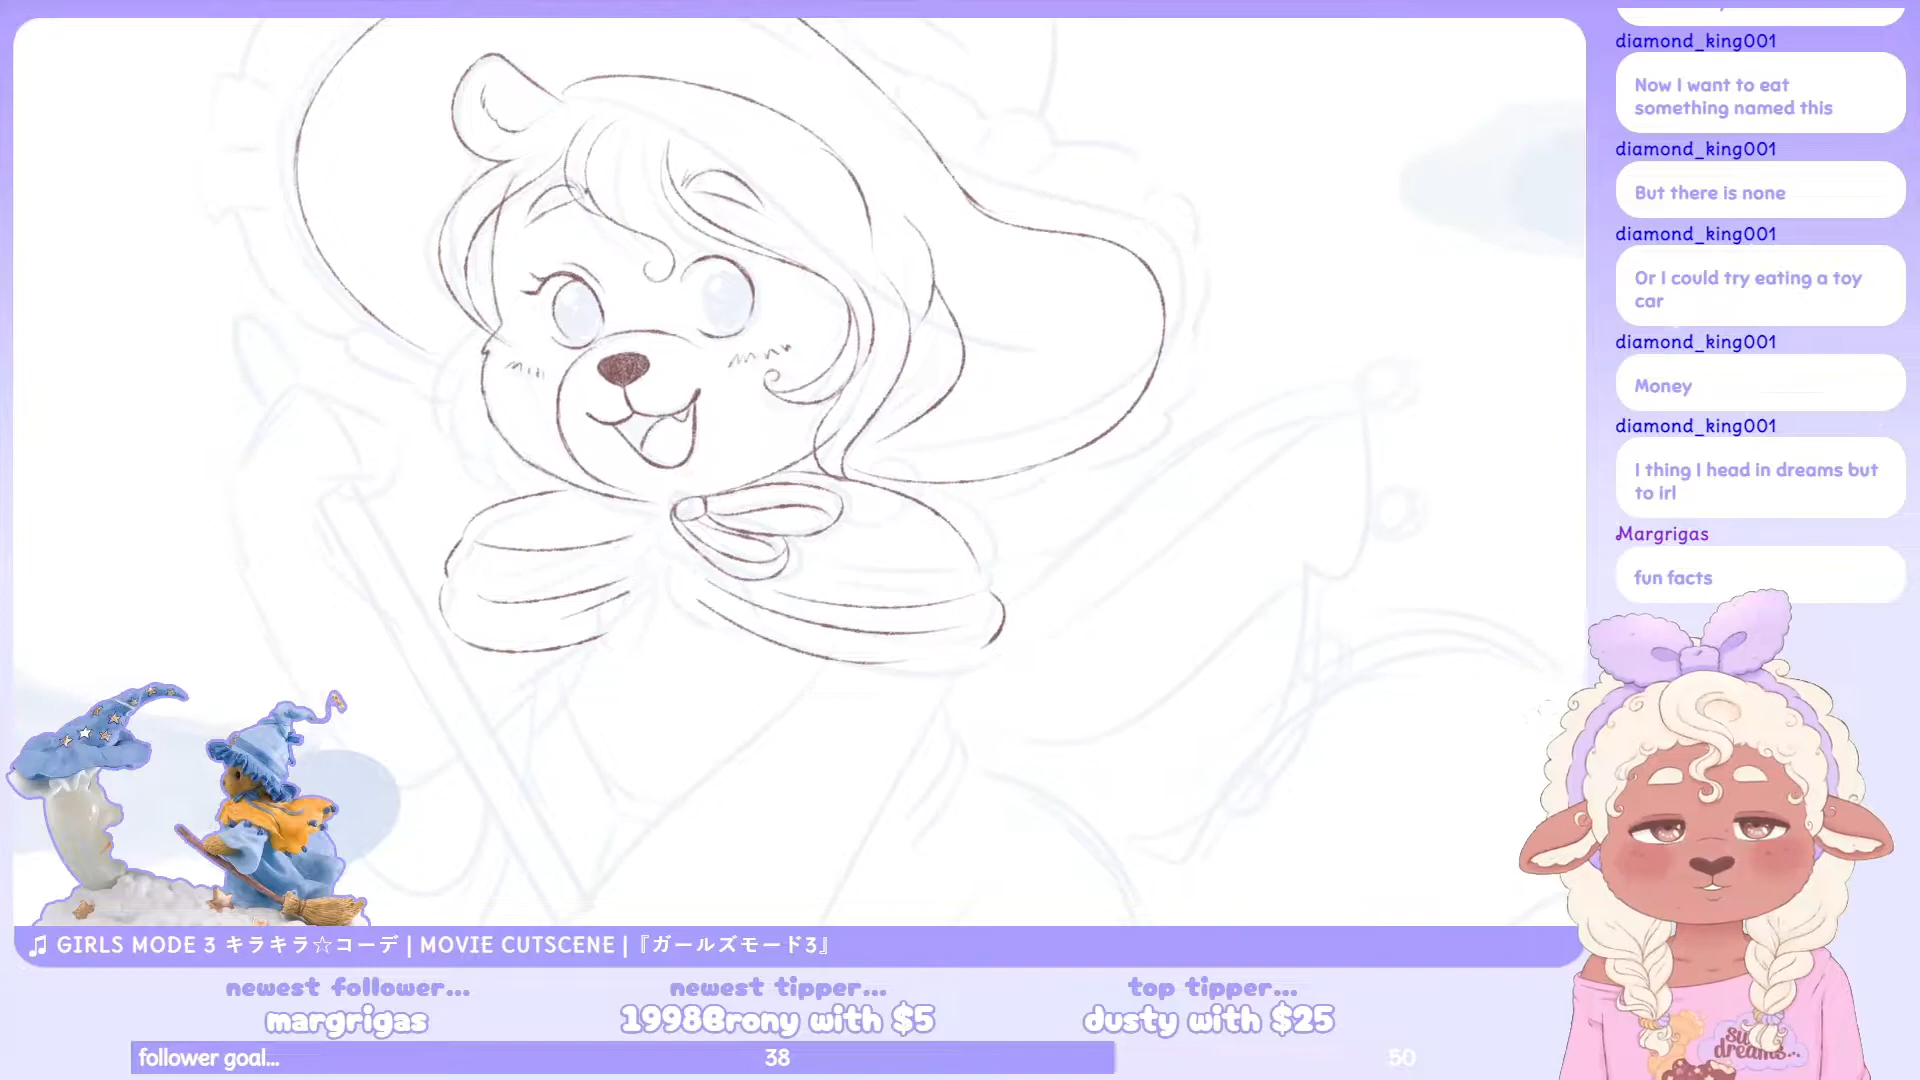 diamond_king001
Now I want to eat
something named this
diamond_king001
But there is none
diamond_king001
Or I could try eating a toy
car
diamond_king001
Money
diamond_king001
I thing I head in dreams but
to irl
Margrigas
fun facts
♫ GIRLS MODE 3 キラキラ☆コーデ | MOVIE CUTSCENE |『ガールズモード3』
newest follower...
margrigas
newest tipper...
1998Brony with $5
top tipper...
dusty with $25
follower goal...
38
50
dreams...